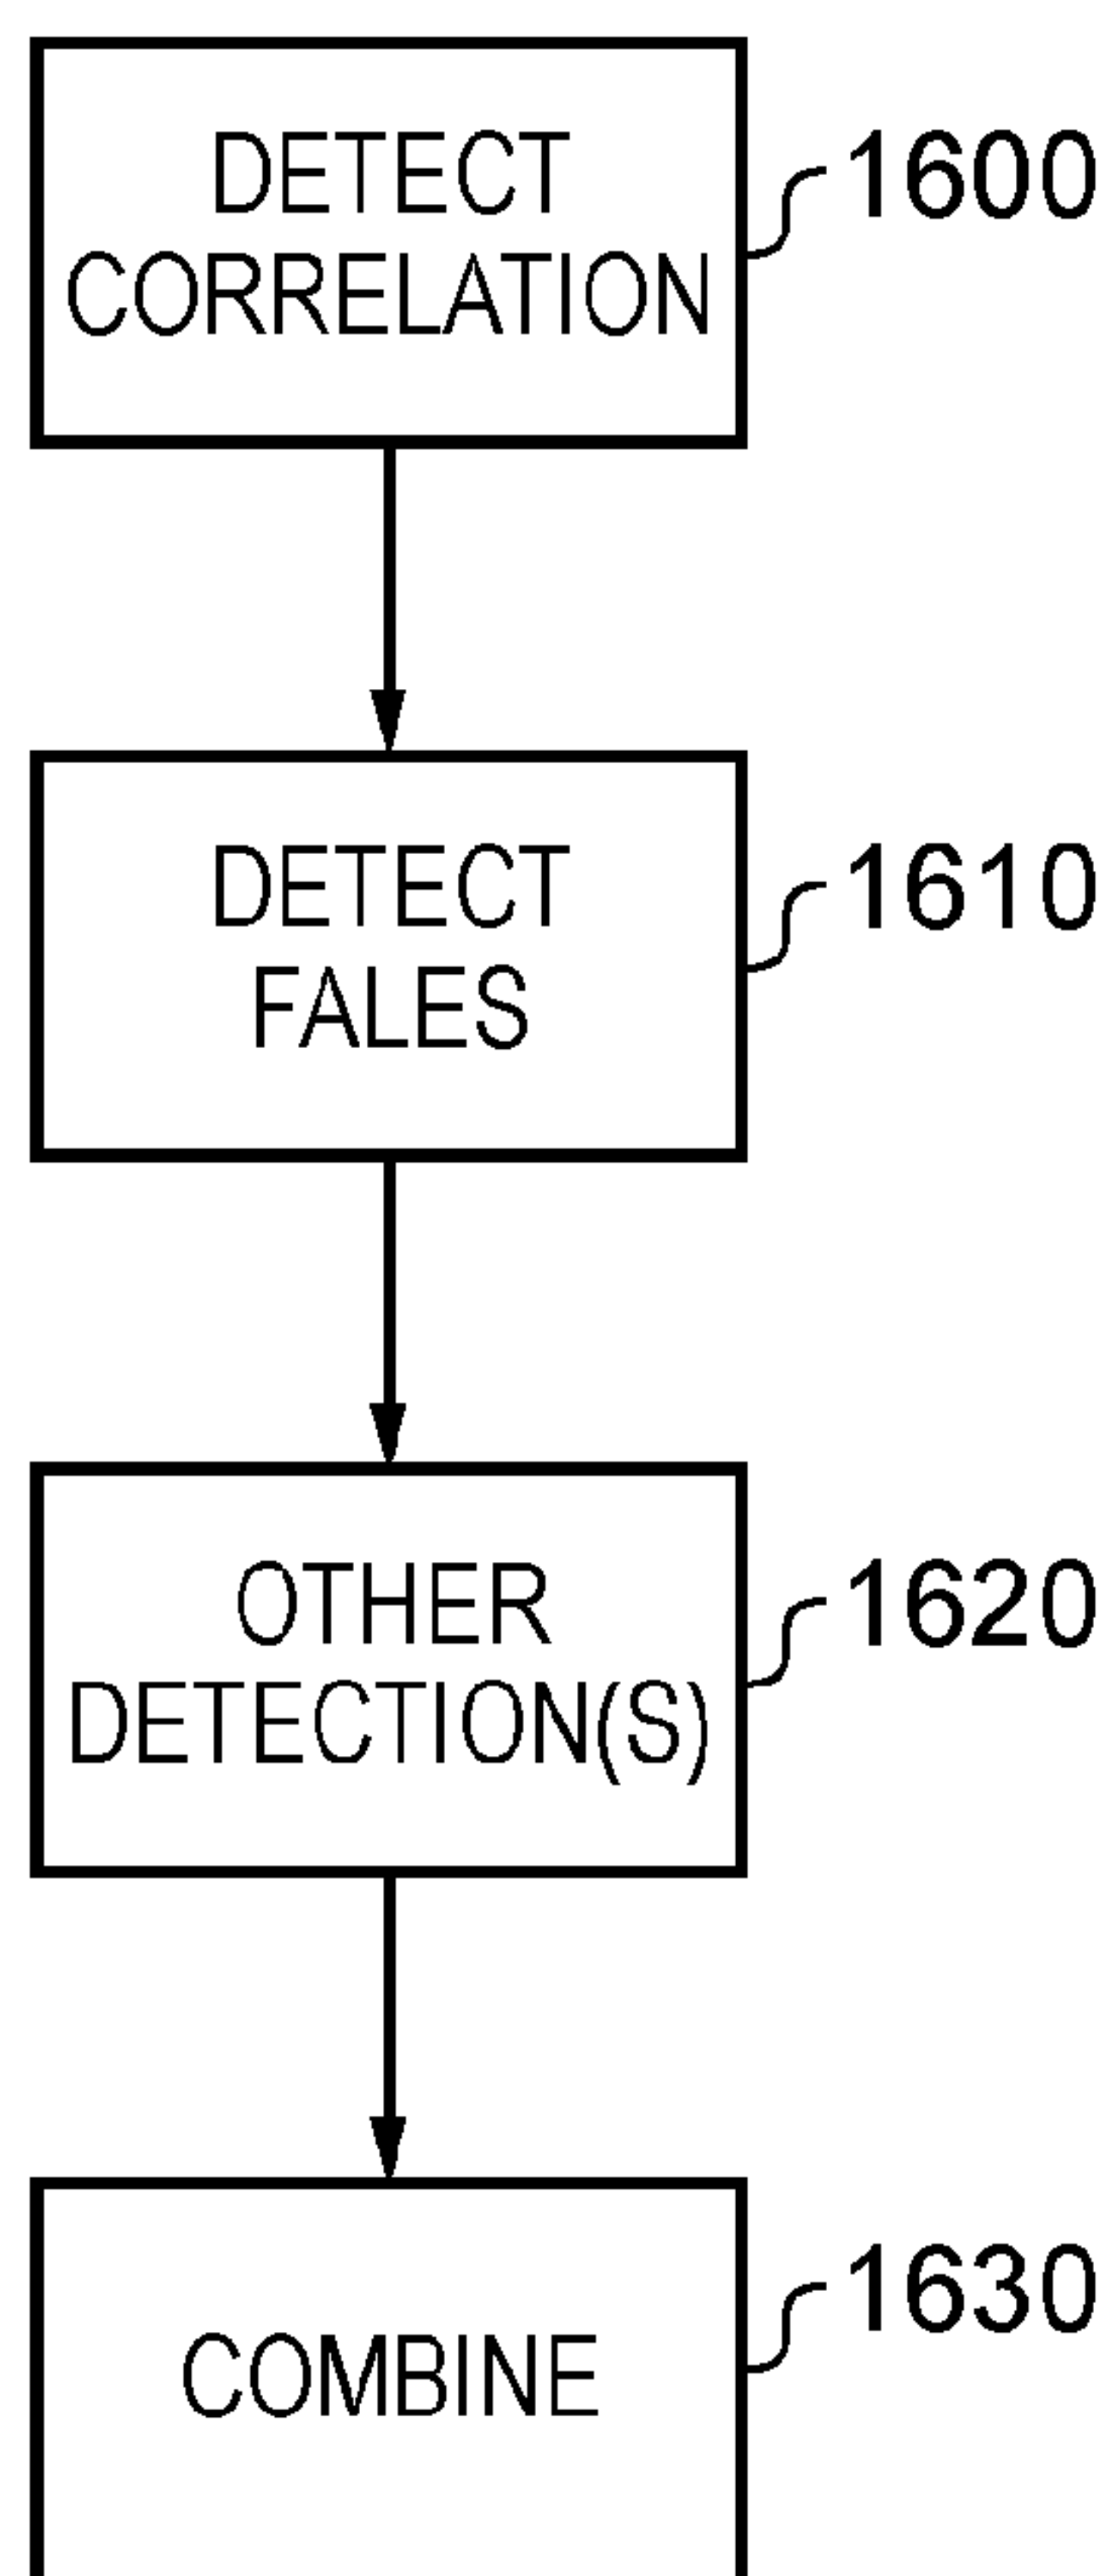 DETECT
CORRELATION
1600
DETECT
FALES
1610
OTHER
DETECTION(S)
1620
COMBINE
1630